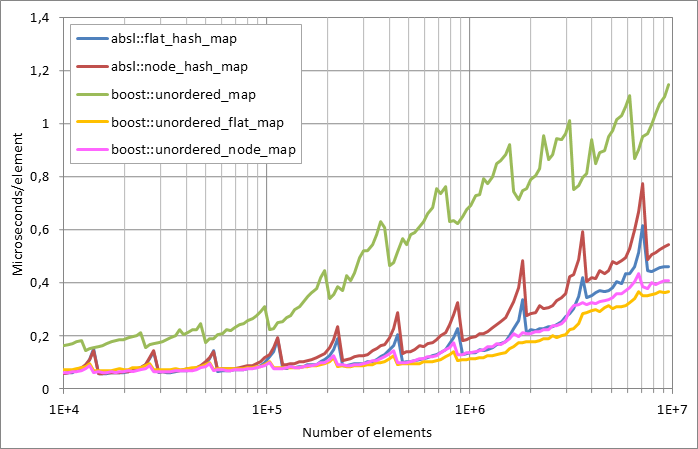 1,4
1,2
1
0,8
0,6
0,4
0,2
0
Microseconds/element
absl::flat_hash_map
absl::node_hash_map
boost::unordered_map
boost::unordered_flat_map
boost::unordered_node_map
1E+4 1E+5 1E+6 1E+7
Number of elements